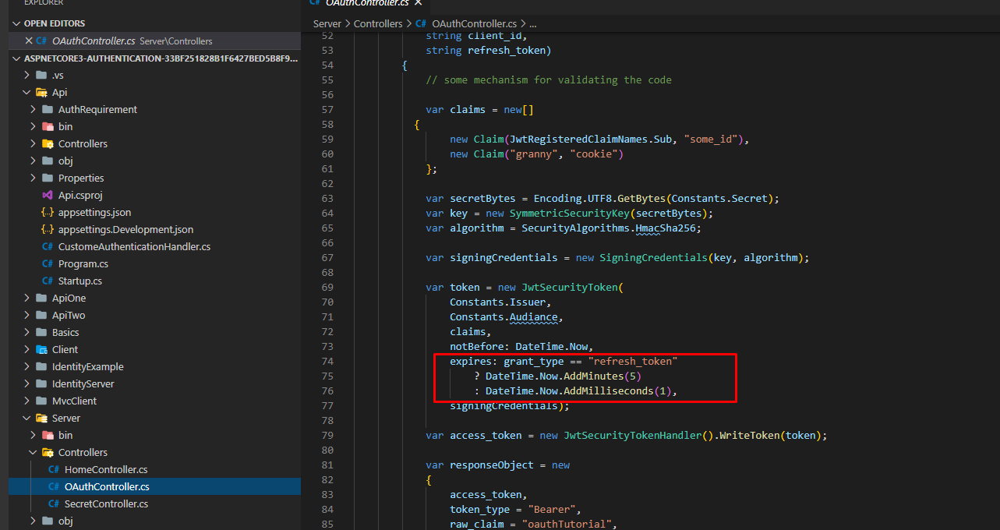 EXPLORER
OPEN EDITORS
OAuthController.cs Server\Controllers
ASPNETCORE3-AUTHENTICATION-33BF251828B1F6427BED5B8F9...
.vs
Api
AuthRequirement
bin
Controllers
obj
Properties
Api.csproj
{..} appsettings.json
{..} appsettings.Development.json
C# CustomeAuthenticationHandler.cs
C# Program.cs
C# Startup.cs
ApiOne
ApiTwo
Basics
Client
IdentityExample
IdentityServer
MvcClient
Server
bin
Controllers
C# HomeController.cs
C# OAuthController.cs
C# SecretController.cs
obj
C# OAuthController.cs
Server > Controllers > C# OAuthController.cs > ...
52 string client_id,
53 string refresh_token)
54 {
55 // some mechanism for validating the code
56
57 var claims = new[]
58 {
59 new Claim(JwtRegisteredClaimNames.Sub, "some_id"),
60 new Claim("granny", "cookie")
61 };
62
63 var secretBytes = Encoding.UTF8.GetBytes(Constants.Secret);
64 var key = new SymmetricSecurityKey(secretBytes);
65 var algorithm = SecurityAlgorithms.HmacSha256;
66
67 var signingCredentials = new SigningCredentials(key, algorithm);
68
69 var token = new JwtSecurityToken(
70 Constants.Issuer,
71 Constants.Audiance,
72 claims,
73 notBefore: DateTime.Now,
74 expires: grant_type == "refresh_token"
75 ? DateTime.Now.AddMinutes(5)
76 : DateTime.Now.AddMilliseconds(1),
77 signingCredentials);
78
79 var access_token = new JwtSecurityTokenHandler().WriteToken(token);
80
81 var responseObject = new
82 {
83 access_token,
84 token_type = "Bearer",
85 raw_claim = "oauthTutorial",